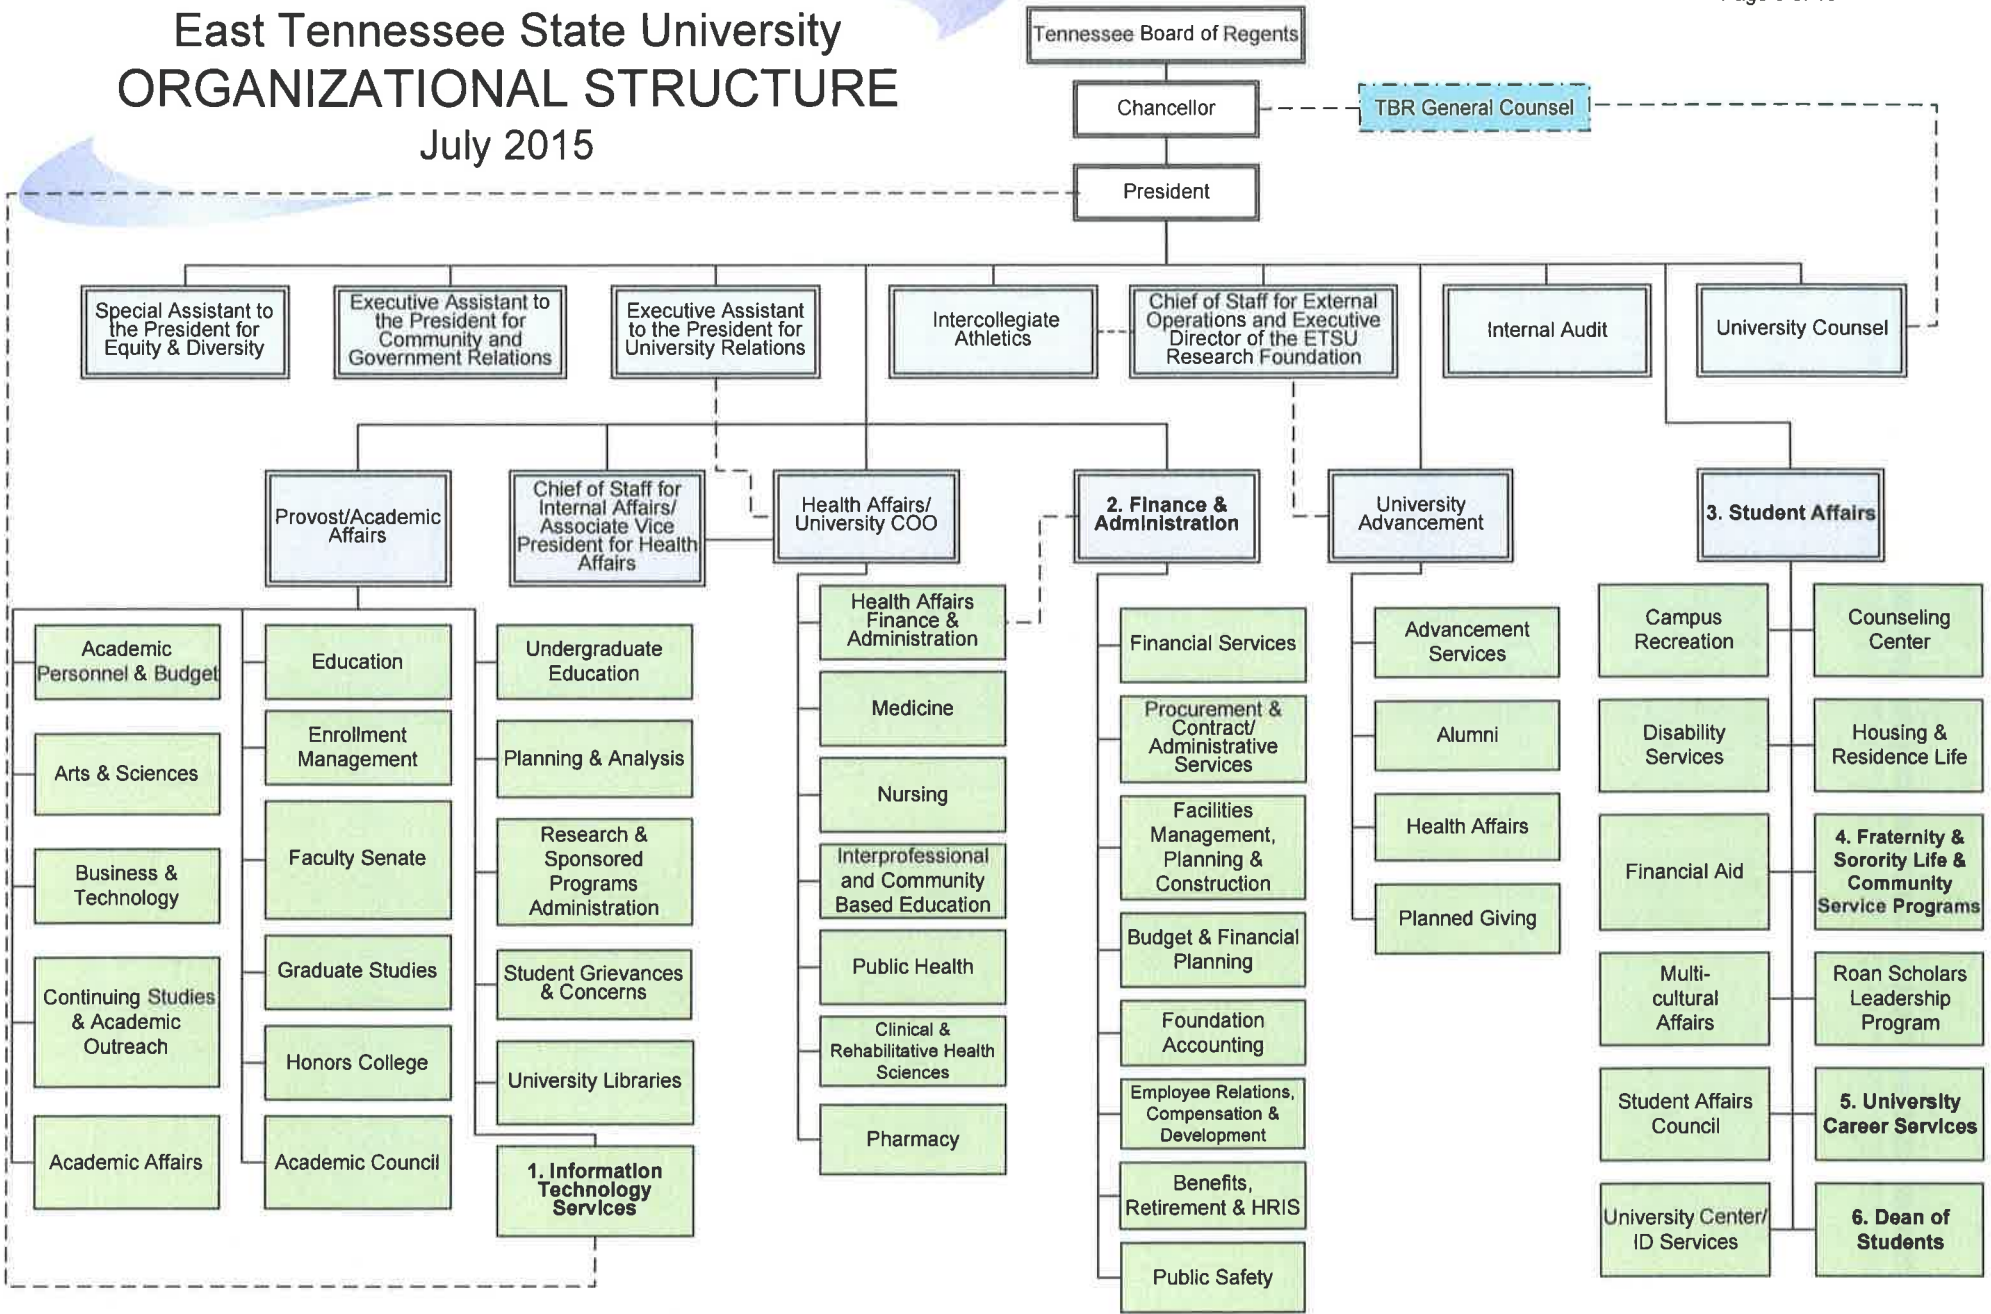 East Tennessee State University
ORGANIZATIONAL STRUCTURE
July 2015
Tennessee Board of Regents
Chancellor
TBR General Counsel
President
Special Assistant to
the President for
Equity & Diversity
Executive Assistant to
the President for
Community and
Government Relations
Executive Assistant
to the President for
University Relations
Intercollegiate
Athletics
Chief of Staff for External
Operations and Executive
Director of the ETSU
Research Foundation
Internal Audit
University Counsel
Provost/Academic
Affairs
Chief of Staff for
Internal Affairs/
Associate Vice
President for Health
Affairs
Health Affairs/
University COO
2. Finance &
Administration
University
Advancement
3. Student Affairs
Academic
Personnel & Budget
Arts & Sciences
Business &
Technology
Continuing Studies
& Academic
Outreach
Academic Affairs
Education
Enrollment
Management
Faculty Senate
Graduate Studies
Honors College
Academic Council
Undergraduate
Education
Planning & Analysis
Research &
Sponsored
Programs
Administration
Student Grievances
& Concerns
University Libraries
1. Information
Technology
Services
Health Affairs
Finance &
Administration
Medicine
Nursing
Interprofessional
and Community
Based Education
Public Health
Clinical &
Rehabilitative Health
Sciences
Pharmacy
Financial Services
Procurement &
Contract/
Administrative
Services
Facilities
Management,
Planning &
Construction
Budget & Financial
Planning
Foundation
Accounting
Employee Relations,
Compensation &
Development
Benefits,
Retirement & HRIS
Public Safety
Advancement
Services
Alumni
Health Affairs
Planned Giving
Campus
Recreation
Disability
Services
Financial Aid
Multi-
cultural
Affairs
Student Affairs
Council
University Center/
ID Services
Counseling
Center
Housing &
Residence Life
4. Fraternity &
Sorority Life &
Community
Service Programs
Roan Scholars
Leadership
Program
5. University
Career Services
6. Dean of
Students